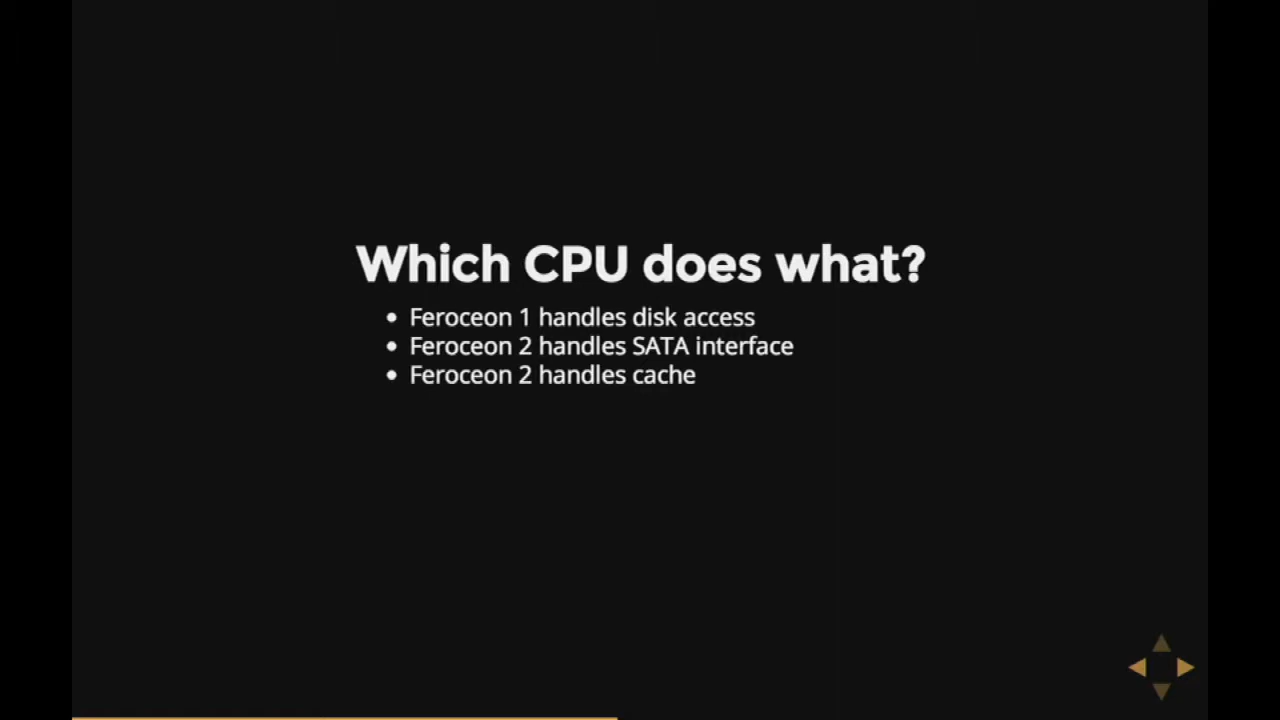 Which CPU does what?
Feroceon 1 handles disk access
Feroceon 2 handles SATA interface
Feroceon 2 handles cache